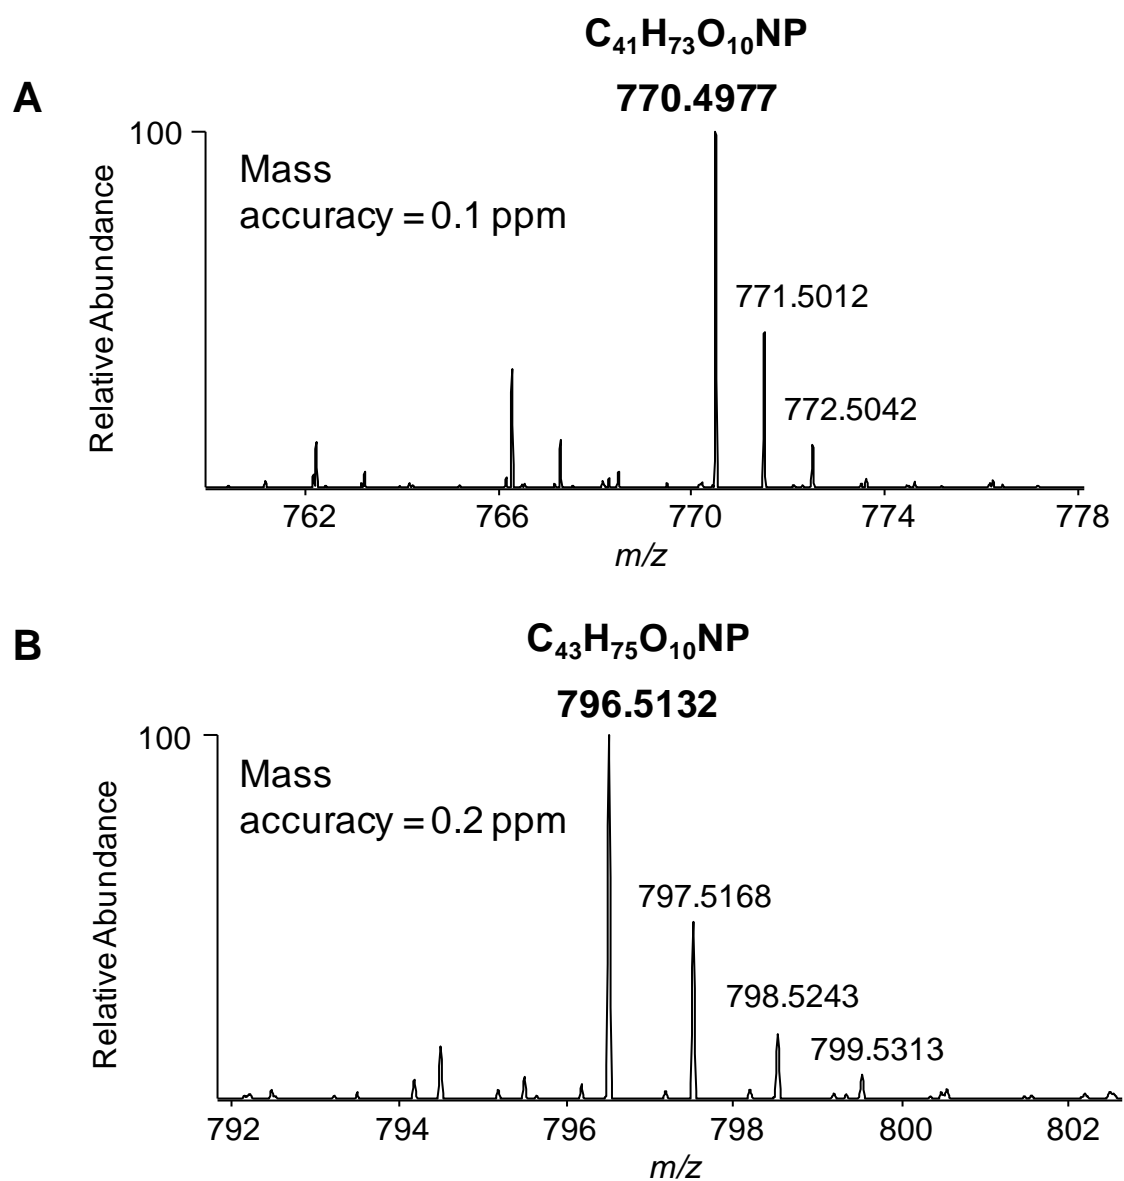 C₄₁H₇₃O₁₀NP
A
770.4977
100
Mass
accuracy = 0.1 ppm
Relative Abundance
771.5012
772.5042
762
766
770
774
778
m/z
B
C₄₃H₇₅O₁₀NP
796.5132
100
Mass
accuracy = 0.2 ppm
Relative Abundance
797.5168
798.5243
799.5313
792
794
796
798
800
802
m/z